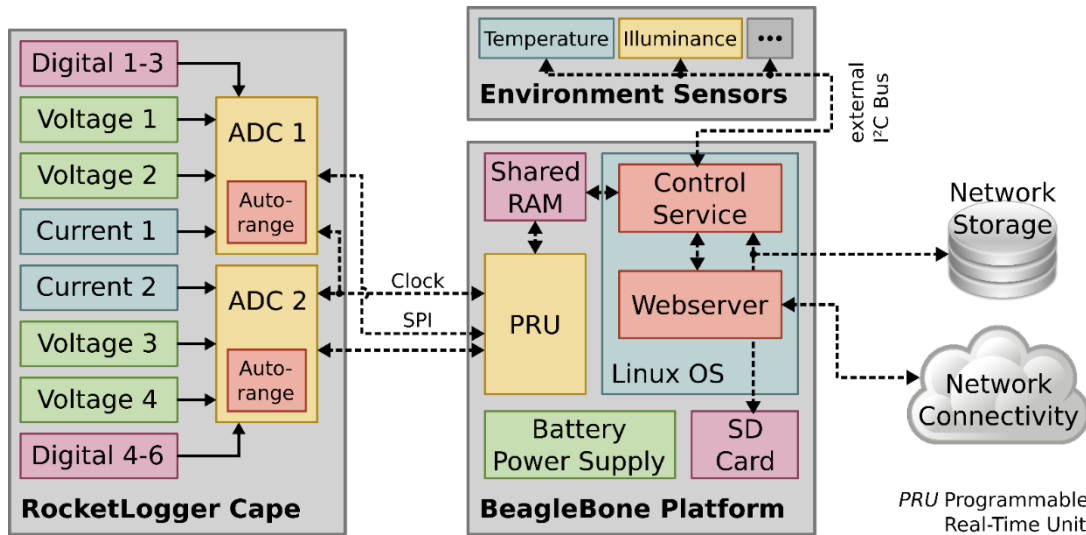 Digital 1-3
Voltage 1
Voltage 2
Current 1
Current 2
Voltage 3
Voltage 4
Digital 4-6
ADC 1
Auto-
range
ADC 2
Auto-
range
RocketLogger Cape
Clock
SPI
Temperature
Illuminance
•••
Environment Sensors
external
I²C Bus
Shared
RAM
Control
Service
PRU
Webserver
Linux OS
Battery
Power Supply
SD
Card
BeagleBone Platform
Network
Storage
Network
Connectivity
PRU Programmable
Real-Time Unit